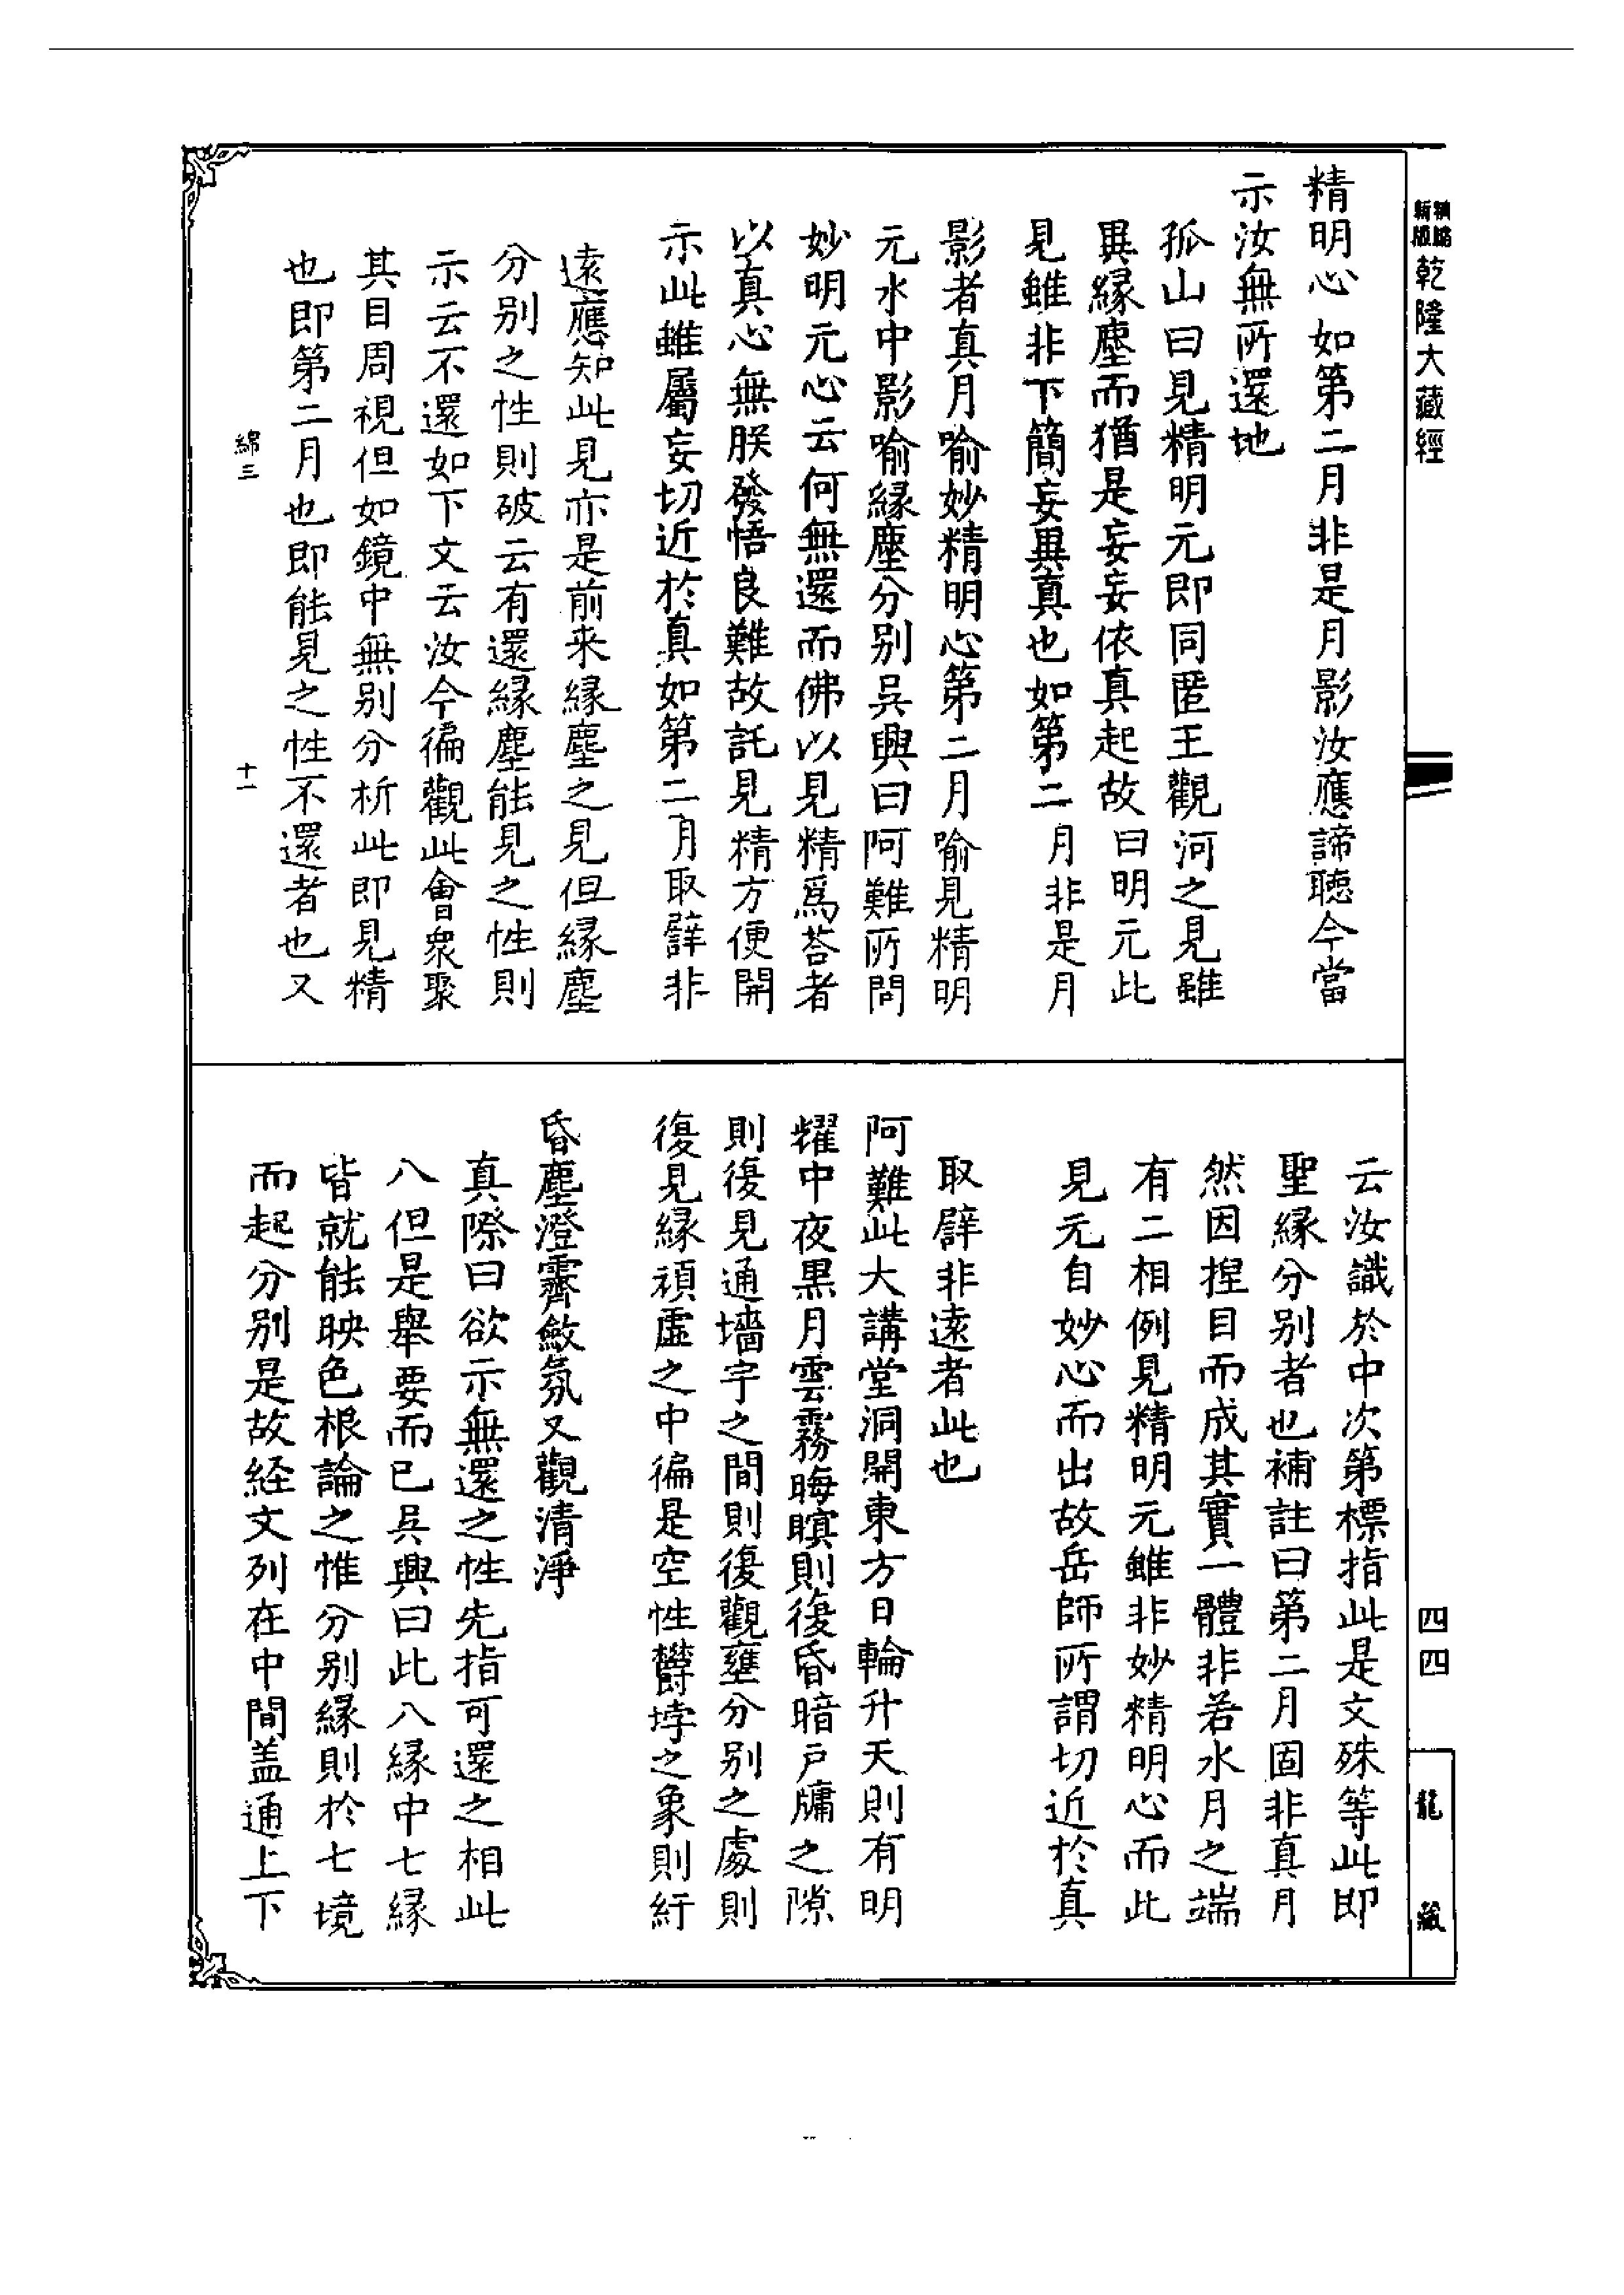 新版 精縮 乾隆大藏經
精明心如第二月非是月影汝應諦聽今當
示汝無所還地
孤山曰見精明元即同匿王觀河之見雖
異緣塵而猶是妄妄依真起故曰明元此
見雖非下簡妄異真也如第二月非是月
影者真月喻妙精明心第二月喻見精明
元水中影喻緣塵分别吳興曰阿難所問
妙明元心云何無還而佛以見精爲荅者
以真心無朕發悟良難故託見精方便開
示此雖屬妄切近於真如第二月取譬非
遠應知此見亦是前来緣塵之見但緣塵
分别之性則破云有還緣塵能見之性則
示云不還如下文云汝今徧觀此會衆聚
其目周視但如鏡中無别分析此即見精
也即第二月也即能見之性不還者也又
綿三 十一
云汝識於中次第標指此是文殊等此即
聖緣分别者也補註曰第二月固非真月
然因揑目而成其實一體非若水月之端
有二相例見精明元雖非妙精明心而此
見元自妙心而出故岳師所謂切近於真
取譬非遠者此也
阿難此大講堂洞開東方日輪升天則有明
耀中夜黑月雲霧晦暝則復昏暗戸牖之隙
則復見通墻宇之間則復觀壅分别之處則
復見緣頑虛之中徧是空性欝𡋯之象則紆
昏塵澄霽斂氛又觀清淨
真際曰欲示無還之性先指可還之相此
八但是舉要而已吳興曰此八緣中七緣
皆就能映色根論之惟分别緣則於七境
而起分别是故経文列在中間盖通上下
四四
龍藏